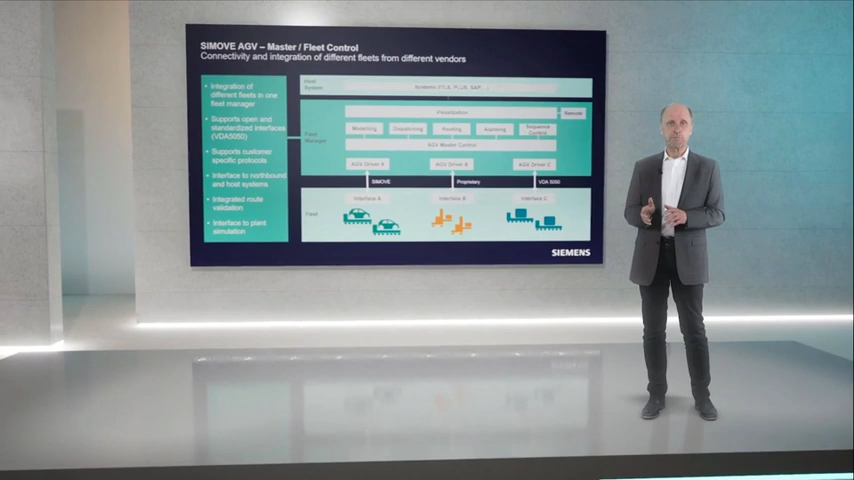 SIMOVE AGV – Master / Fleet Control
Connectivity and integration of different fleets from different vendors
• Integration of
different fleets in one
fleet manager
• Supports open and
standardized interfaces
(VDA5050)
• Supports customer
specific protocols
• Interface to northbound
and host systems
• Integrated route
validation
• Interface to plant
simulation
Host
System
Systems
Fleet
Manager
Visualization
Remote
Modelling
Dispatching
Routing
Alarming
Sequence
Control
AGV Master Control
AGV Driver A
AGV Driver B
AGV Driver C
SIMOVE
Proprietary
VDA 5050
Fleet
Interface A
Interface B
Interface C
SIEMENS